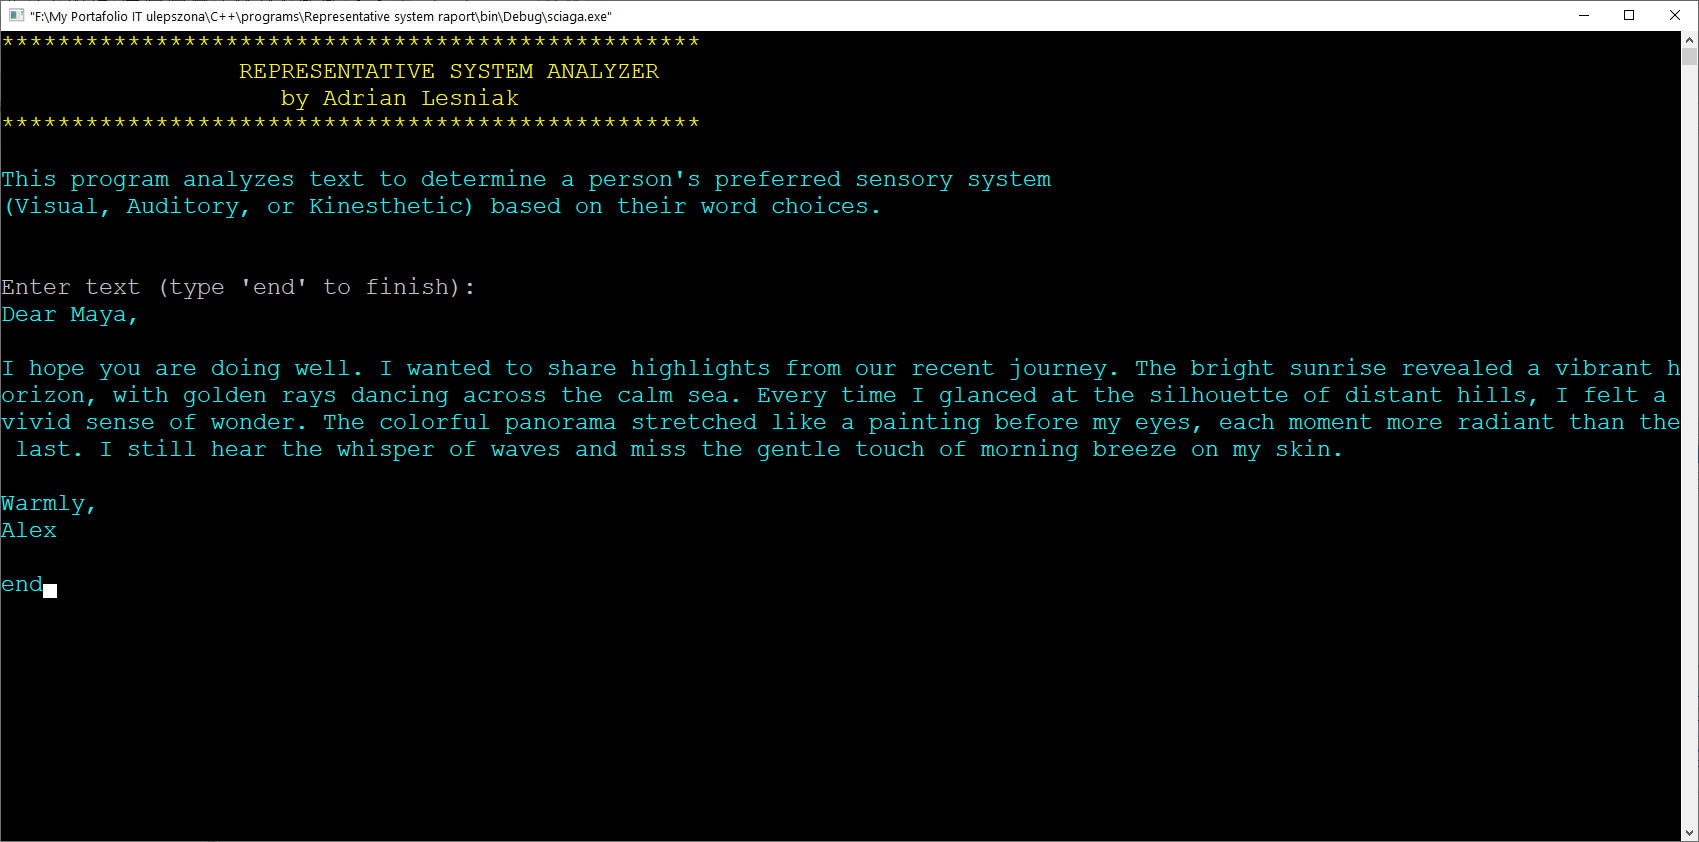 "F:\My Portafolio IT ulepszona\C++\programs\Representative system raport\bin\Debug\sciaga.exe"
**************************************************
REPRESENTATIVE SYSTEM ANALYZER
by Adrian Lesniak
**************************************************
This program analyzes text to determine a person's preferred sensory system
(Visual, Auditory, or Kinesthetic) based on their word choices.
Enter text (type 'end' to finish):
Dear Maya,
I hope you are doing well. I wanted to share highlights from our recent journey. The bright sunrise revealed a vibrant h
orizon, with golden rays dancing across the calm sea. Every time I glanced at the silhouette of distant hills, I felt a
vivid sense of wonder. The colorful panorama stretched like a painting before my eyes, each moment more radiant than the
last. I still hear the whisper of waves and miss the gentle touch of morning breeze on my skin.
Warmly,
Alex
end